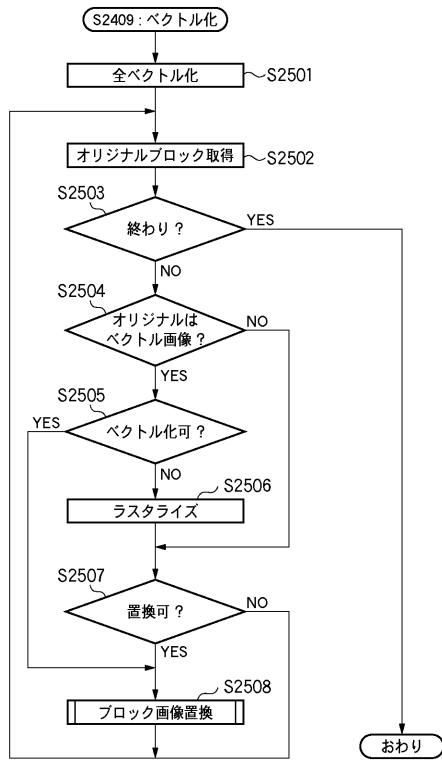 S2409：ベクトル化
全ベクトル化
S2501
オリジナルブロック取得
S2502
S2503
終わり？
YES
NO
S2504
オリジナルは
ベクトル画像？
NO
YES
S2505
YES
ベクトル化可？
NO
S2506
ラスタライズ
S2507
置換可？
NO
YES
S2508
ブロック画像置換
おわり